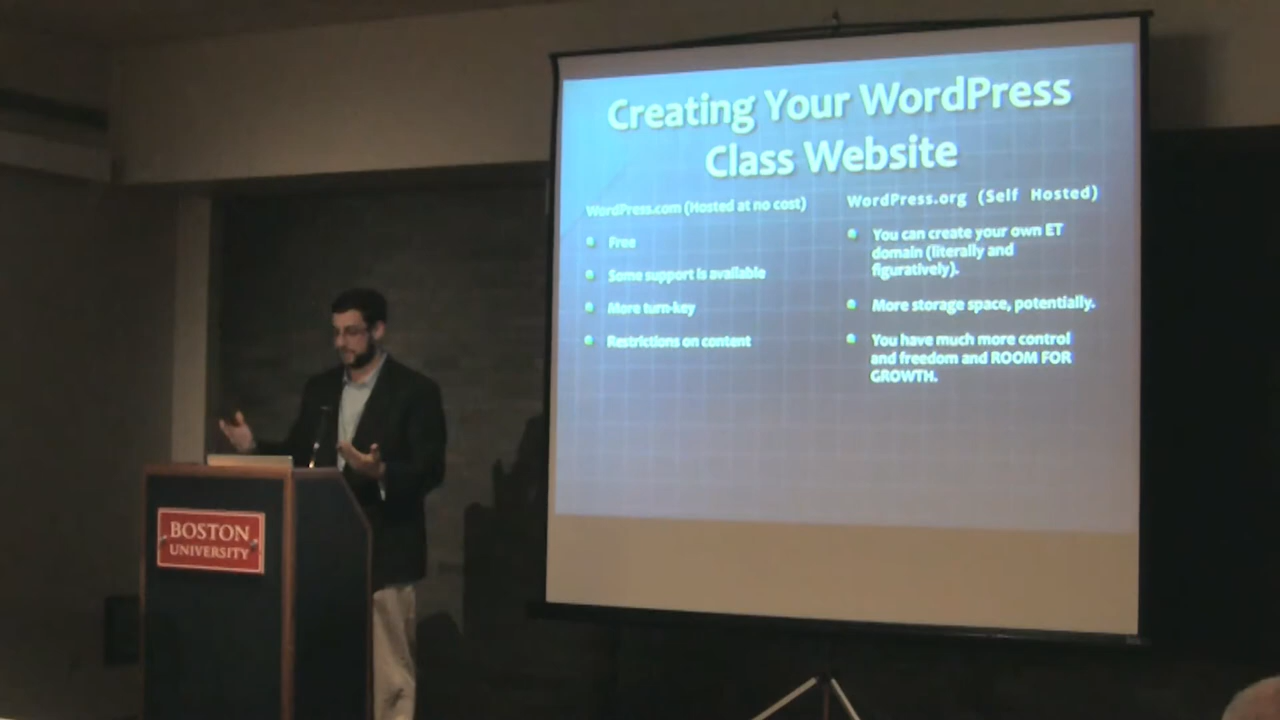 Creating Your WordPress
Class Website
WordPress.com (Hosted at no cost)
Free
Some support is available
More turn-key
Restrictions on content
WordPress.org (Self Hosted)
You can create your own ET
domain (literally and
figuratively).
More storage space, potentially.
You have much more control
and freedom and ROOM FOR
GROWTH.
BOSTON
UNIVERSITY